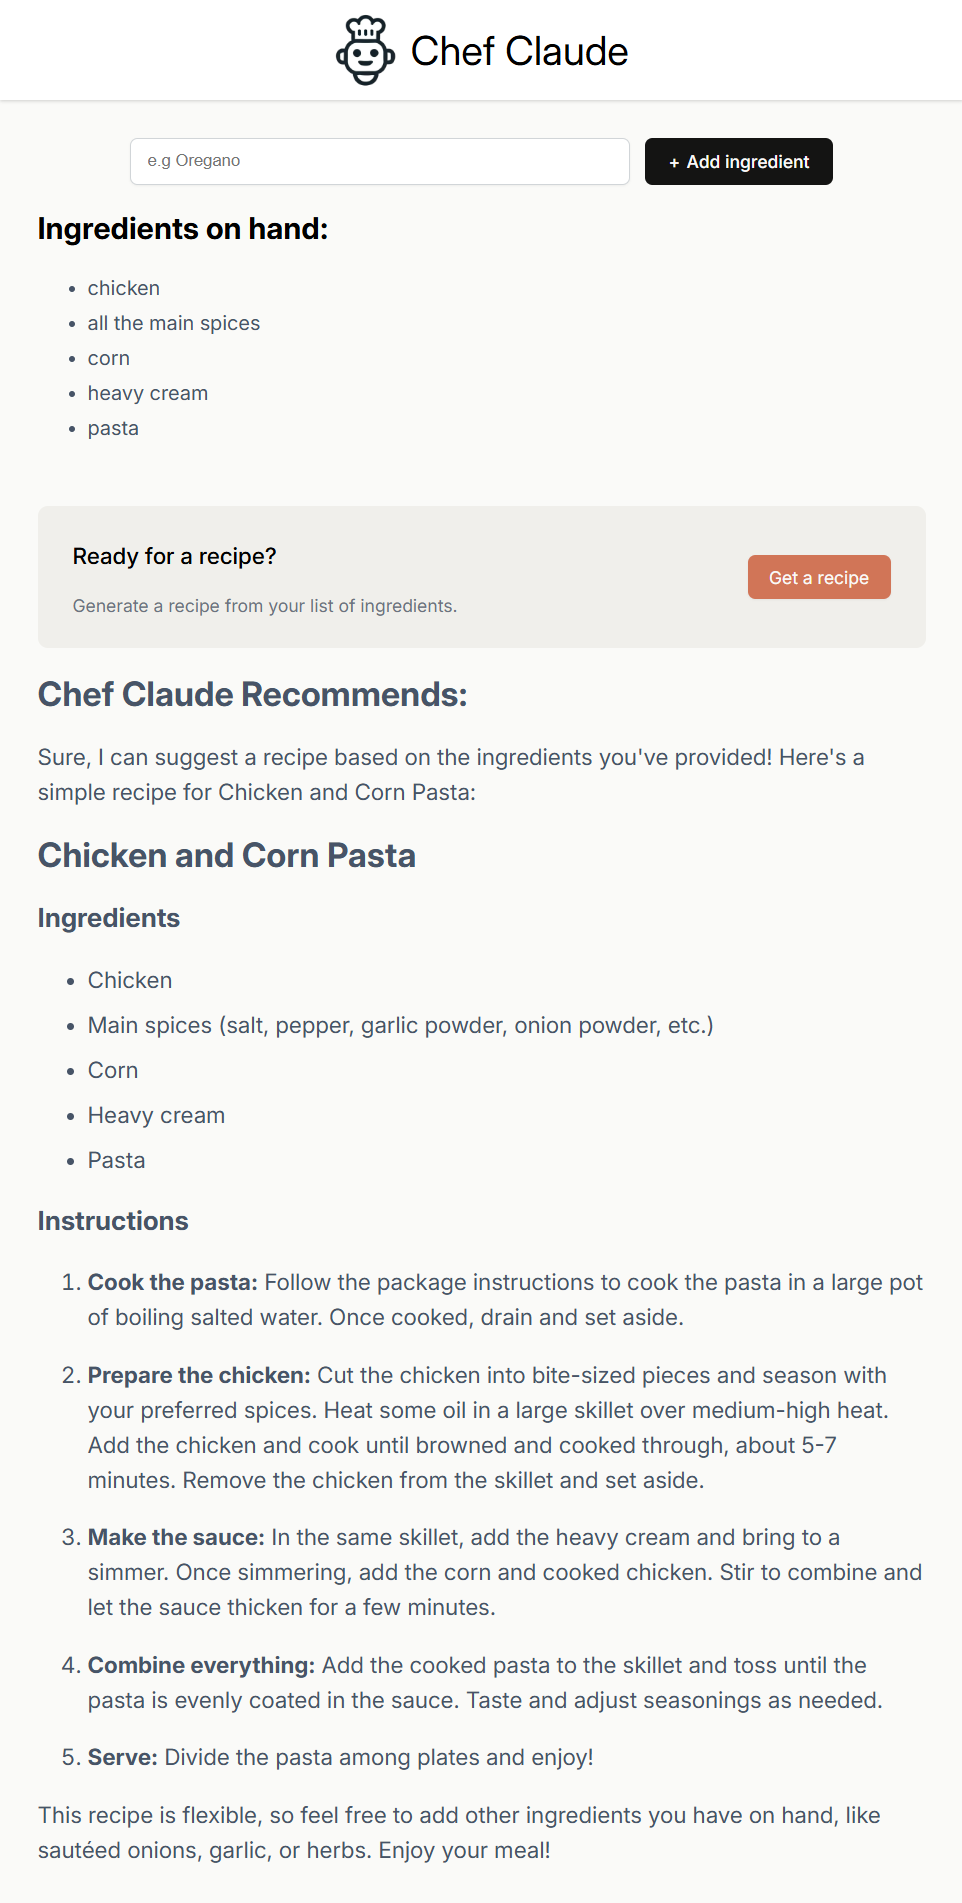 Chef Claude
e.g Oregano
+ Add ingredient
Ingredients on hand:
• chicken
• all the main spices
• corn
• heavy cream
• pasta
Ready for a recipe?
Generate a recipe from your list of ingredients.
Get a recipe
Chef Claude Recommends:
Sure, I can suggest a recipe based on the ingredients you've provided! Here's a
simple recipe for Chicken and Corn Pasta:
Chicken and Corn Pasta
Ingredients
• Chicken
• Main spices (salt, pepper, garlic powder, onion powder, etc.)
• Corn
• Heavy cream
• Pasta
Instructions
1. Cook the pasta: Follow the package instructions to cook the pasta in a large pot
of boiling salted water. Once cooked, drain and set aside.
2. Prepare the chicken: Cut the chicken into bite-sized pieces and season with
your preferred spices. Heat some oil in a large skillet over medium-high heat.
Add the chicken and cook until browned and cooked through, about 5-7
minutes. Remove the chicken from the skillet and set aside.
3. Make the sauce: In the same skillet, add the heavy cream and bring to a
simmer. Once simmering, add the corn and cooked chicken. Stir to combine and
let the sauce thicken for a few minutes.
4. Combine everything: Add the cooked pasta to the skillet and toss until the
pasta is evenly coated in the sauce. Taste and adjust seasonings as needed.
5. Serve: Divide the pasta among plates and enjoy!
This recipe is flexible, so feel free to add other ingredients you have on hand, like
sautéed onions, garlic, or herbs. Enjoy your meal!